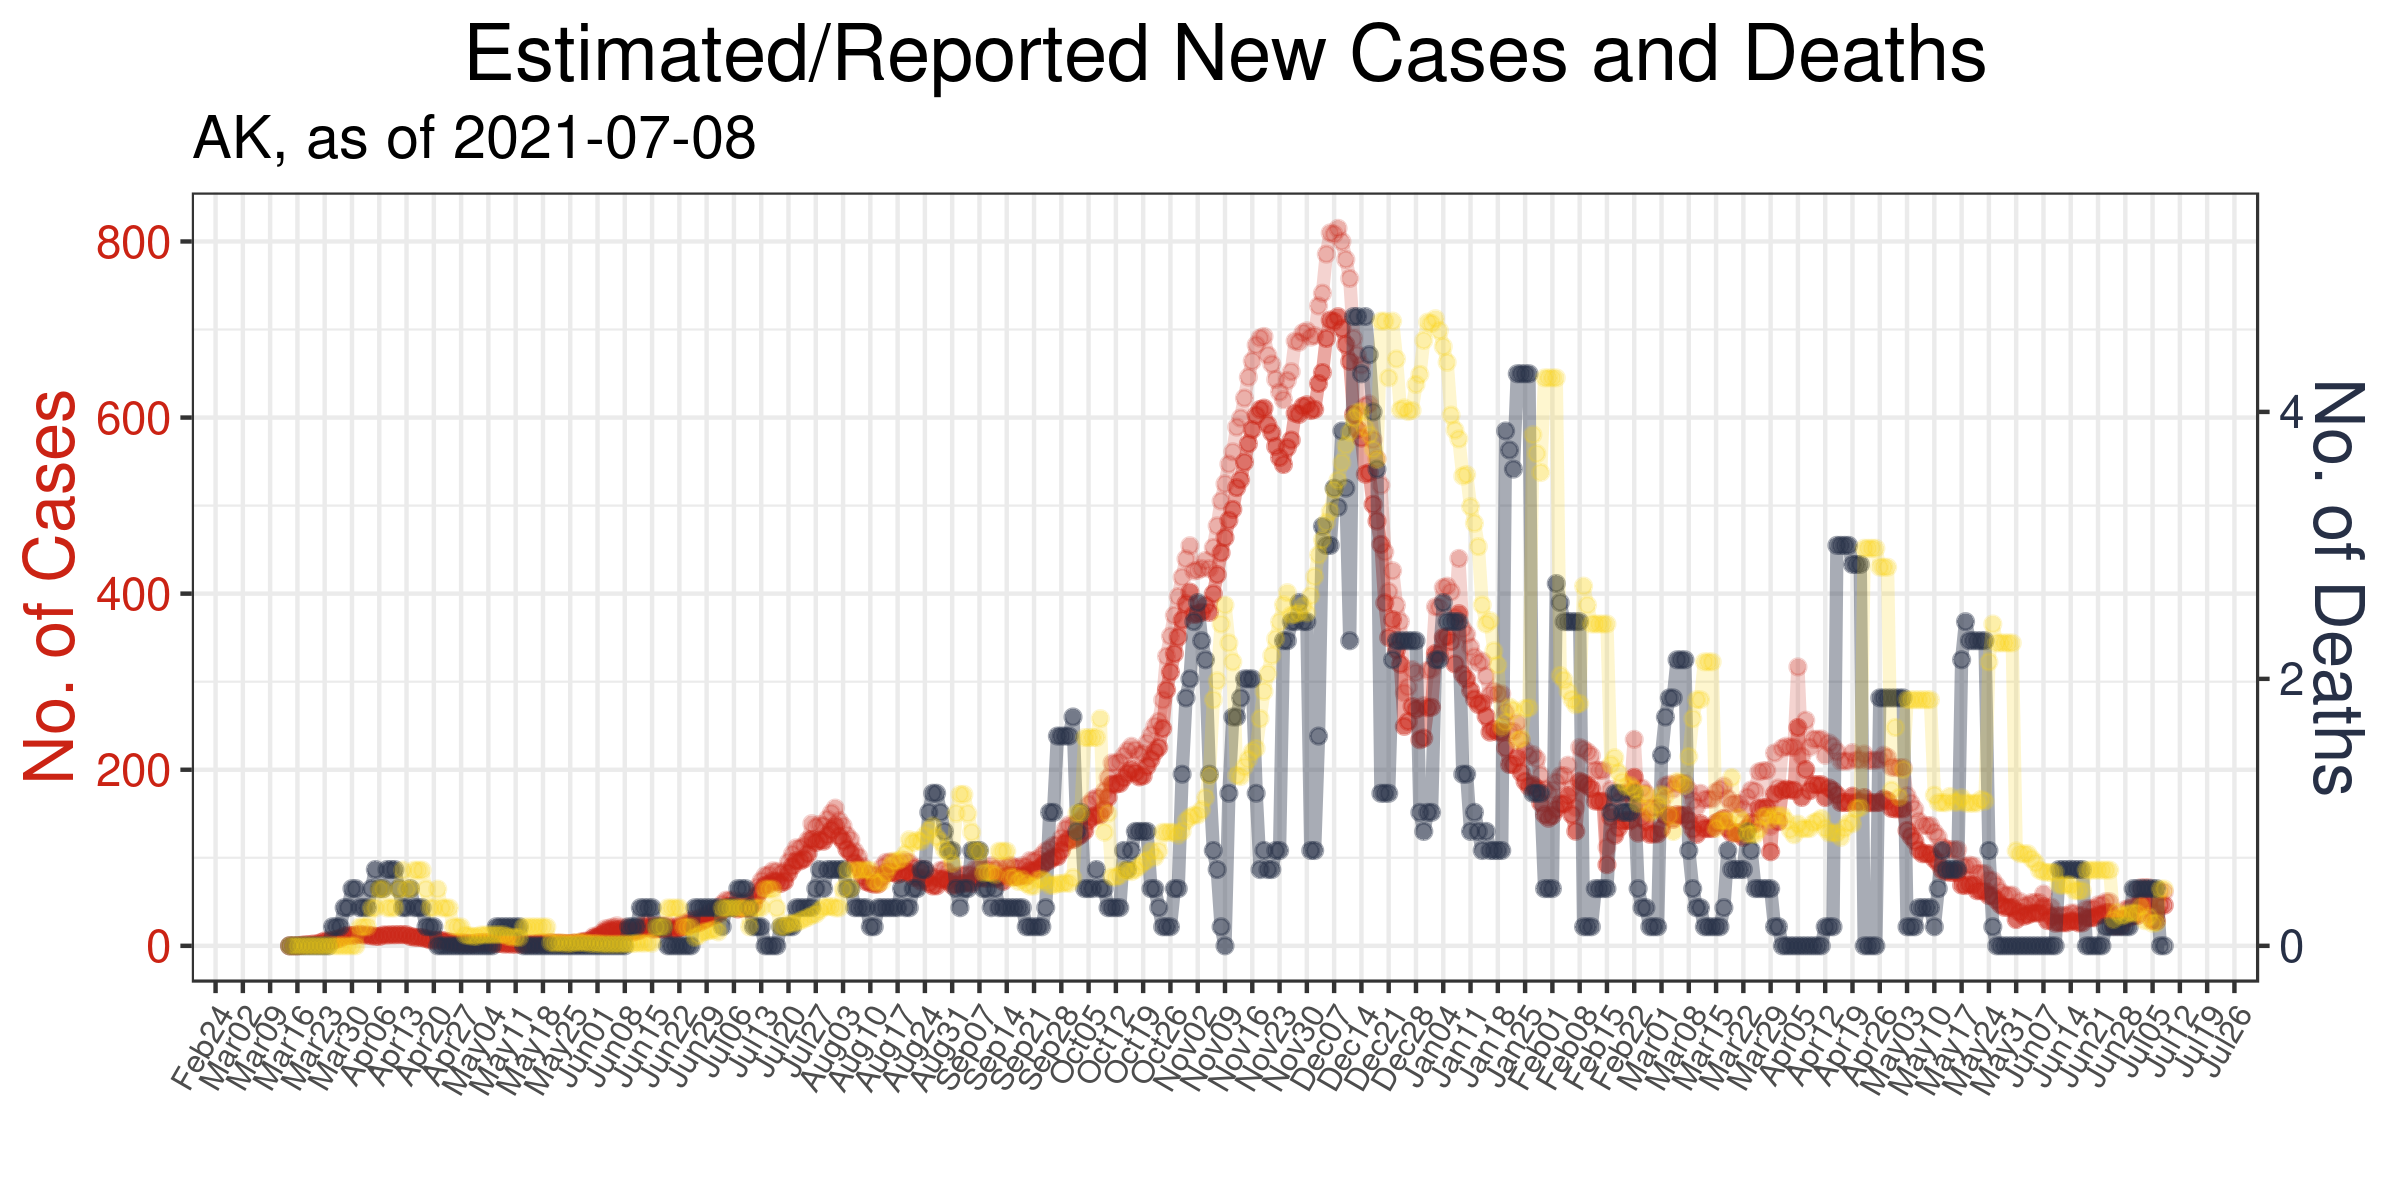 Estimated/Reported New Cases and Deaths
AK, as of 2021-07-08
No. of Cases
800
600
400
200
0
4
2
0
No. of Deaths
Feb24
Mar02
Mar09
Mar16
Mar23
Mar30
Apr06
Apr13
Apr20
Apr27
May04
May11
May18
May25
Jun01
Jun08
Jun15
Jun22
Jun29
Jul06
Jul13
Jul20
Jul27
Aug03
Aug10
Aug17
Aug24
Aug31
Sep07
Sep14
Sep21
Sep28
Oct05
Oct12
Oct19
Oct26
Nov02
Nov09
Nov16
Nov23
Nov30
Dec07
Dec14
Dec21
Dec28
Jan04
Jan11
Jan18
Jan25
Feb01
Feb08
Feb15
Feb22
Mar01
Mar08
Mar15
Mar22
Mar29
Apr05
Apr12
Apr19
Apr26
May03
May10
May17
May24
May31
Jun07
Jun14
Jun21
Jun28
Jul05
Jul12
Jul19
Jul26